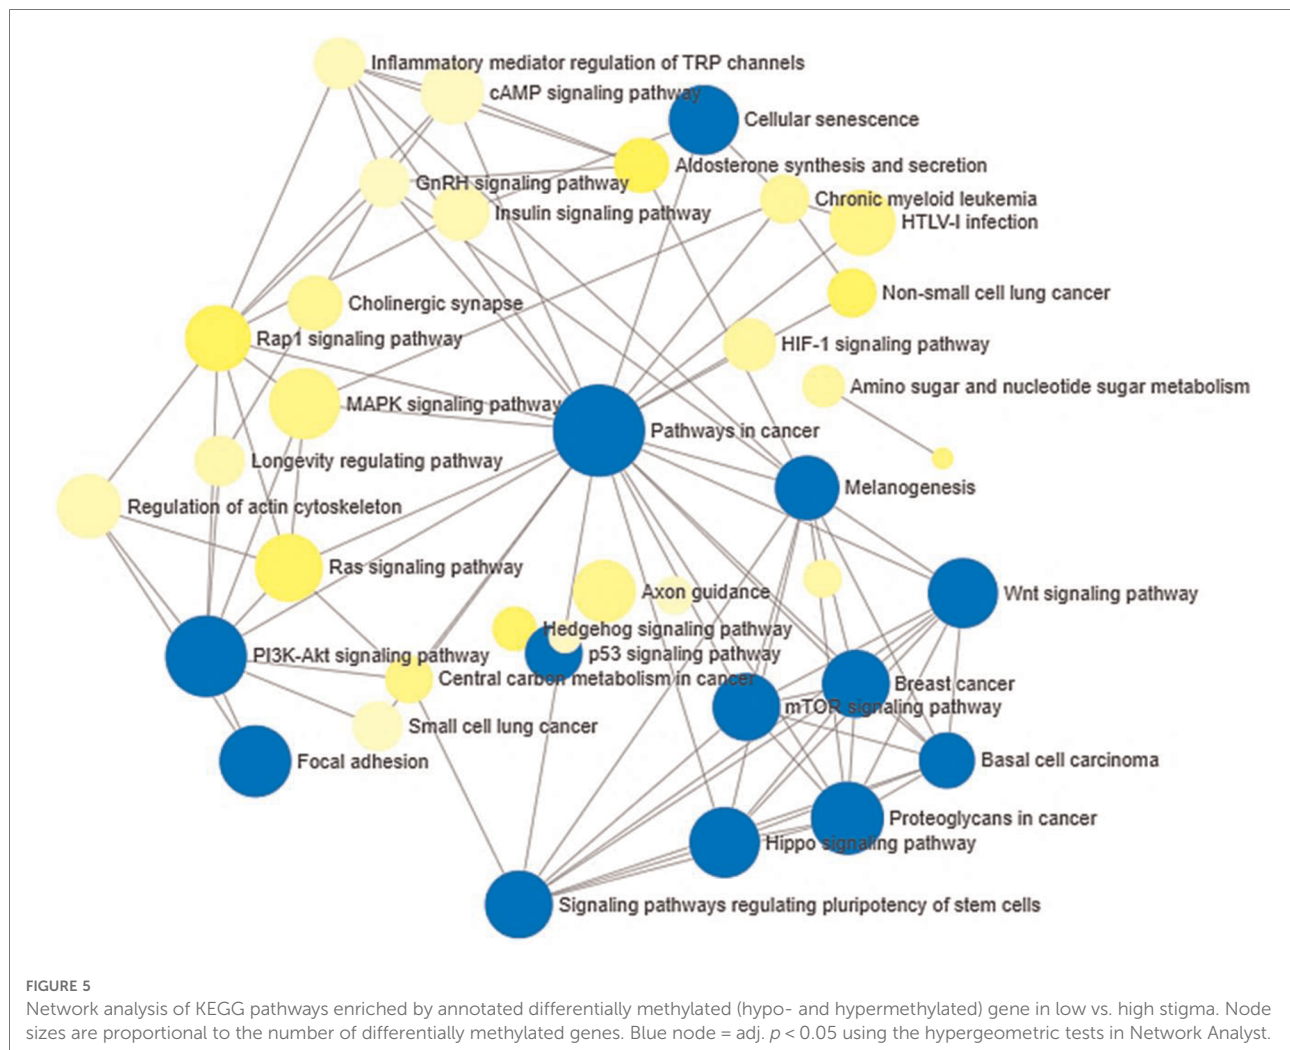 Inflammatory mediator regulation of TRP channels
cAMP signaling pathway
Cellular senescence
Aldosterone synthesis and secretion
GnRH signaling pathway
Chronic myeloid leukemia
Insulin signaling pathway
HTLV-I infection
Non-small cell lung cancer
Cholinergic synapse
Rap1 signaling pathway
HIF-1 signaling pathway
Amino sugar and nucleotide sugar metabolism
MAPK signaling pathway
Pathways in cancer
Longevity regulating pathway
Melanogenesis
Regulation of actin cytoskeleton
Ras signaling pathway
Axon guidance
Wnt signaling pathway
Hedgehog signaling pathway
p53 signaling pathway
PI3K-Akt signaling pathway
Central carbon metabolism in cancer
Breast cancer
mTOR signaling pathway
Small cell lung cancer
Focal adhesion
Basal cell carcinoma
Proteoglycans in cancer
Hippo signaling pathway
Signaling pathways regulating pluripotency of stem cells
FIGURE 5
Network analysis of KEGG pathways enriched by annotated differentially methylated (hypo- and hypermethylated) gene in low vs. high stigma. Node
sizes are proportional to the number of differentially methylated genes. Blue node = adj. p < 0.05 using the hypergeometric tests in Network Analyst.